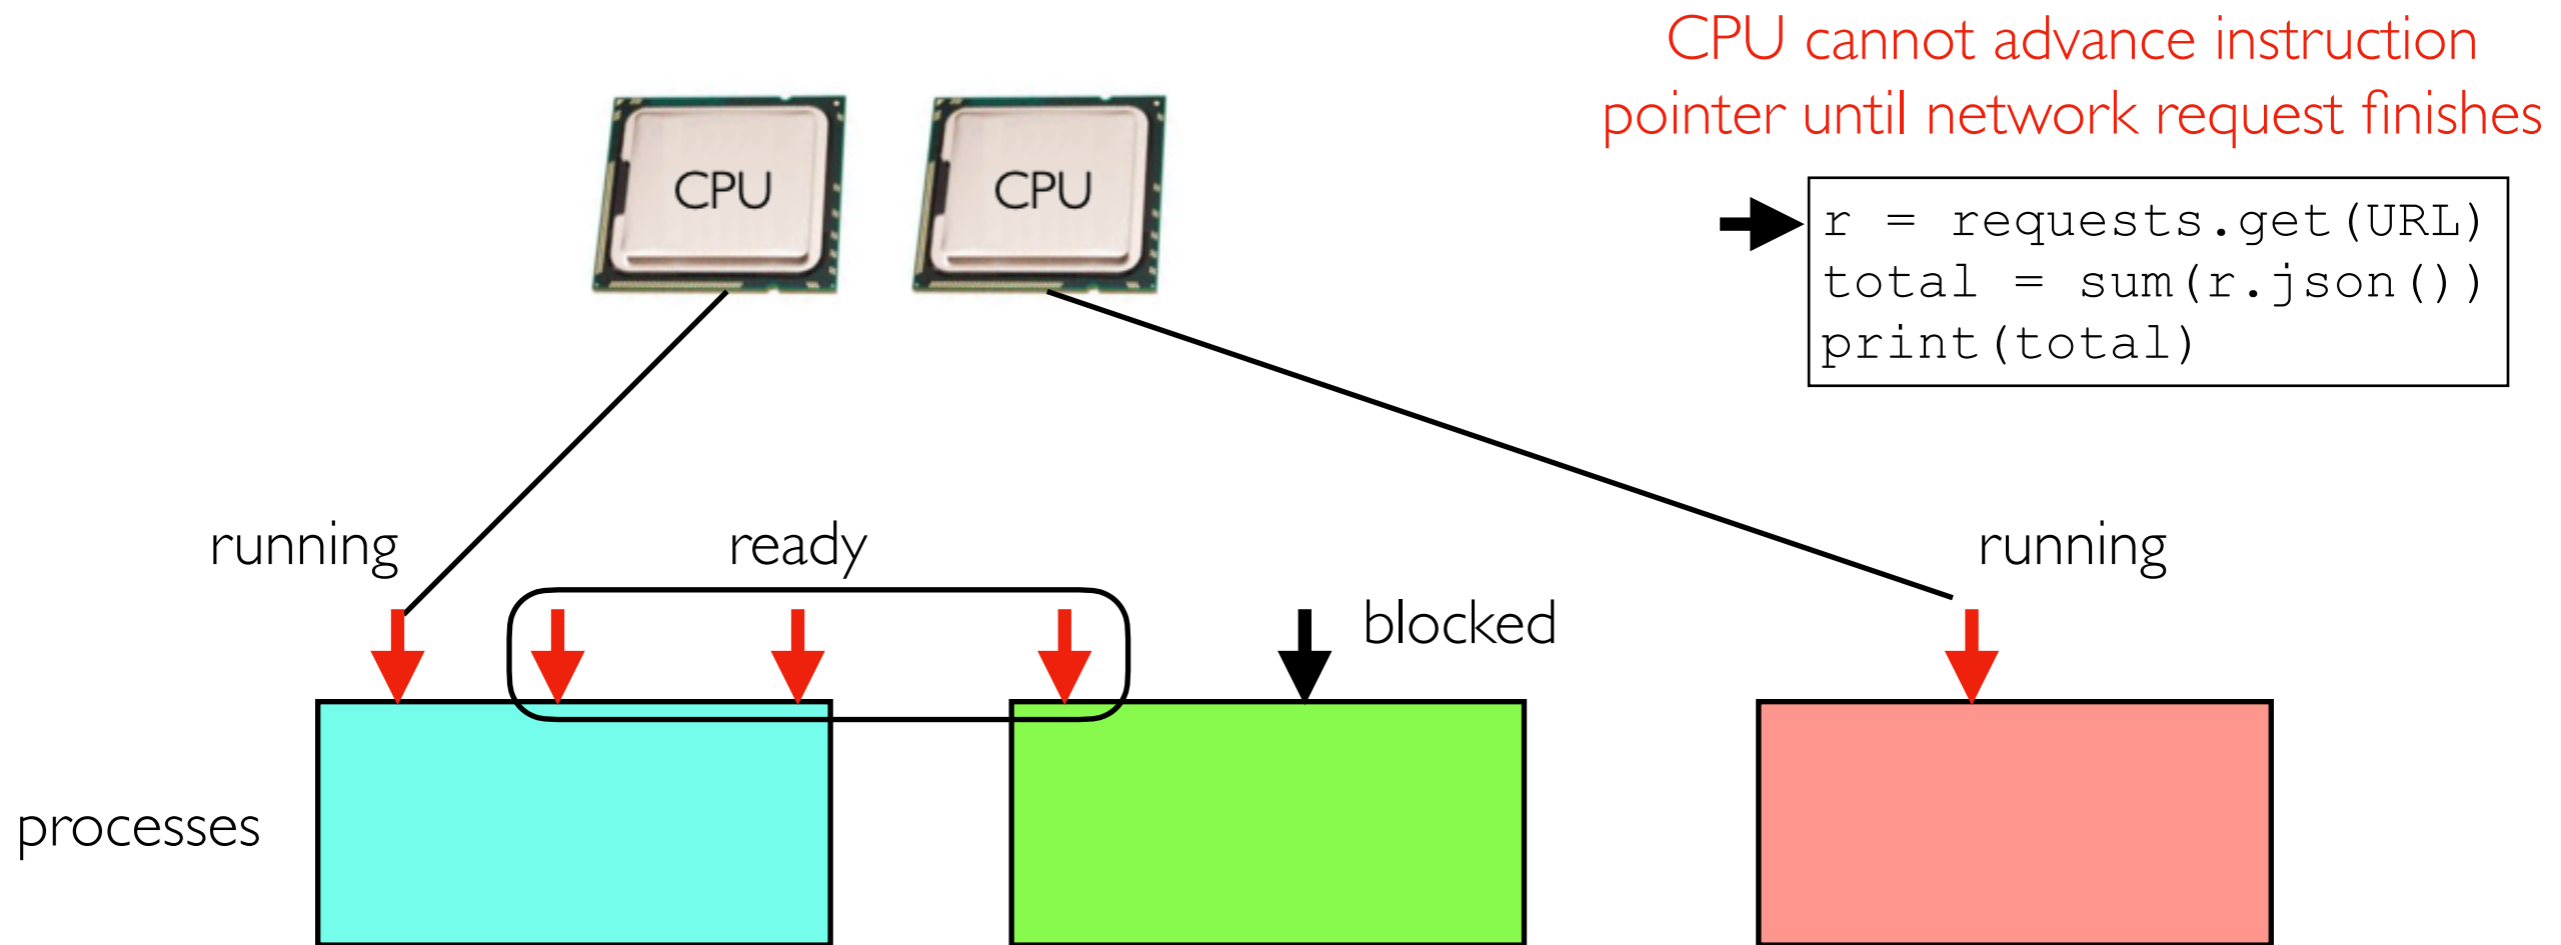 CPU cannot advance instruction
pointer until network request finishes
CPU
CPU
r = requests.get(URL)
total = sum(r.json())
print(total)
running
ready
running
blocked
processes